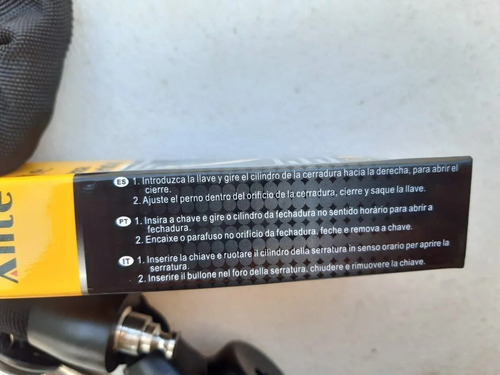 ES 1. Introduzca la llave y gire el cilindro de la cerradura hacia la derecha, para abrir el
cierre.
2. Ajuste el perno dentro del orificio de la cerradura, cierre y saque la llave.
PT 1. Insira a chave e gire o cilindro da fechadura no sentido horário para abrir a
fechadura.
2. Encaixe o parafuso no orifício da fechadura, feche e remova a chave.
IT 1. Inserire la chiave e ruotare il cilindro della serratura in senso orario per aprire la
serratura.
2. Inserire il bullone nel foro della serratura, chiudere e rimuovere la chiave.